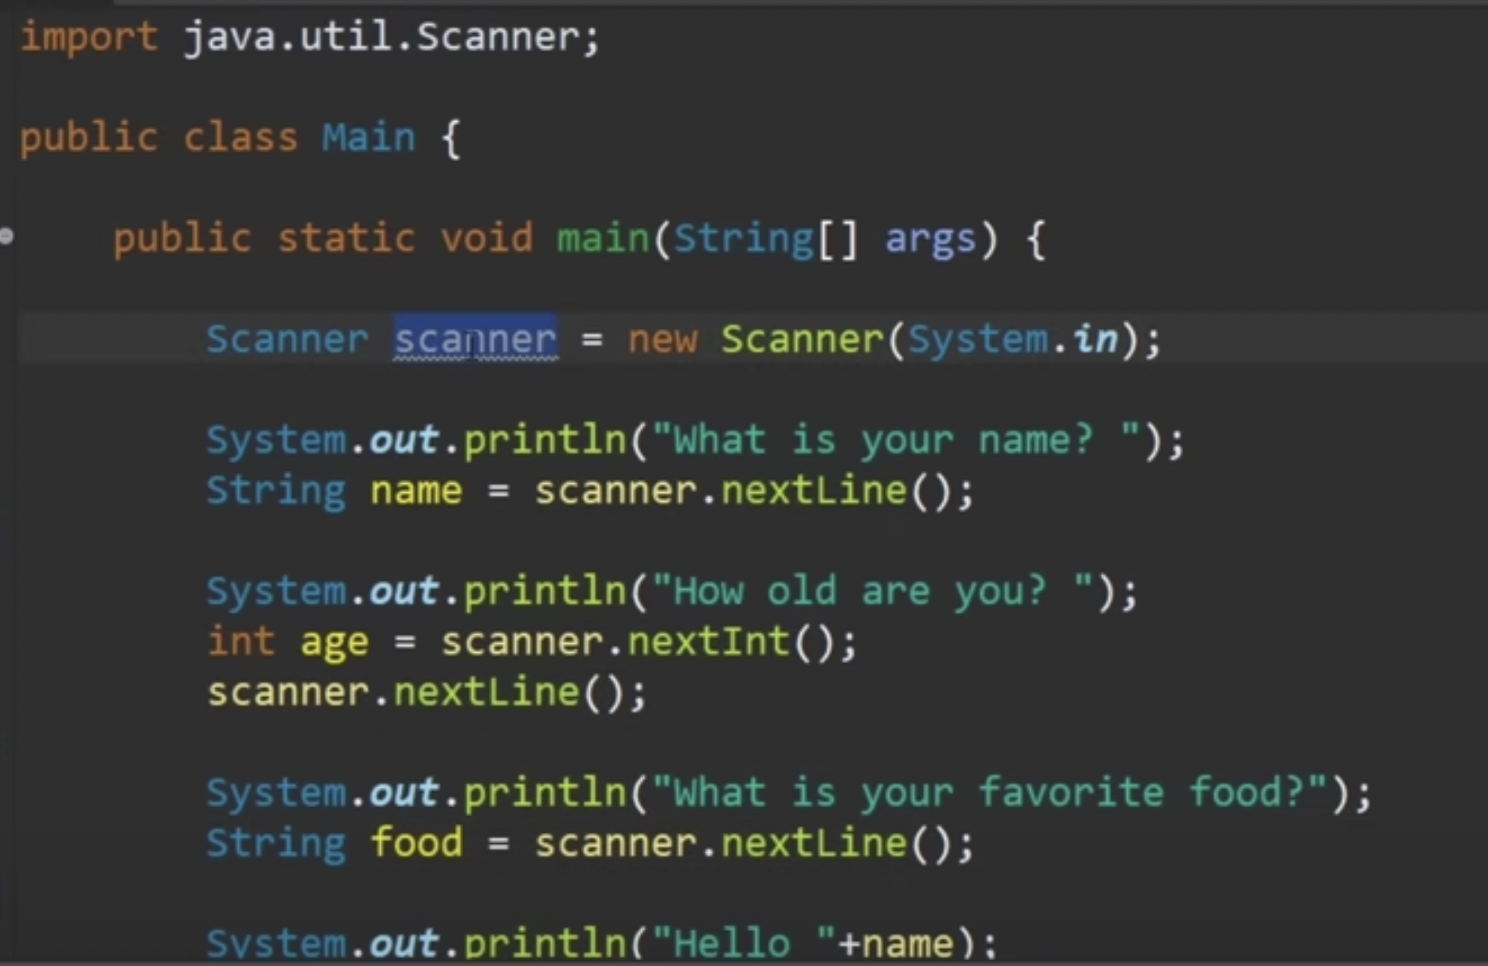 import java.util.Scanner;
public class Main {
public static void main(String[] args) {
Scanner scanner = new Scanner(System.in);
System.out.println("What is your name? ");
String name = scanner.nextLine();
System.out.println("How old are you? ");
int age = scanner.nextInt();
scanner.nextLine();
System.out.println("What is your favorite food?");
String food = scanner.nextLine();
System.out.println("Hello "+name);